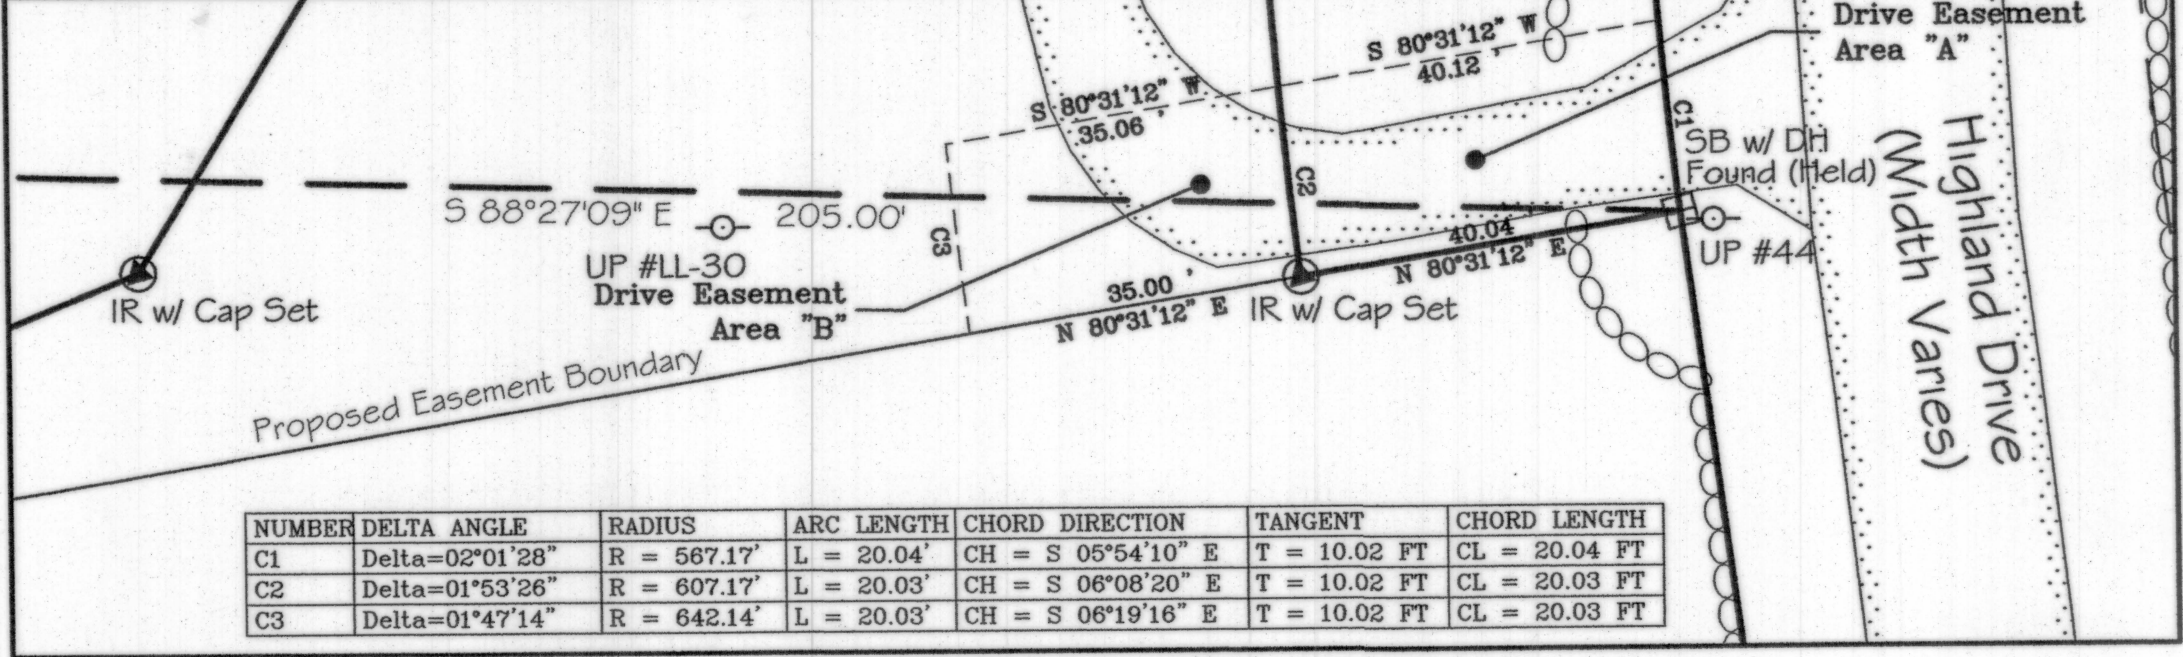 Drive Easement
Area "A"
S 80°31'12" W
40.12 '
S 80°31'12" W
35.06 '
C1
SB w/ DH
Found (Held)
Highland Drive
(Width Varies)
C2
S 88°27'09" E 205.00'
C3
40.04 '
N 80°31'12" E
UP #44
UP #LL-30
Drive Easement
Area "B"
IR w/ Cap Set
35.00 '
N 80°31'12" E
IR w/ Cap Set
Proposed Easement Boundary
NUMBER DELTA ANGLE RADIUS ARC LENGTH CHORD DIRECTION TANGENT CHORD LENGTH
C1 Delta=02°01'28" R = 567.17' L = 20.04' CH = S 05°54'10" E T = 10.02 FT CL = 20.04 FT
C2 Delta=01°53'26" R = 607.17' L = 20.03' CH = S 06°08'20" E T = 10.02 FT CL = 20.03 FT
C3 Delta=01°47'14" R = 642.14' L = 20.03' CH = S 06°19'16" E T = 10.02 FT CL = 20.03 FT